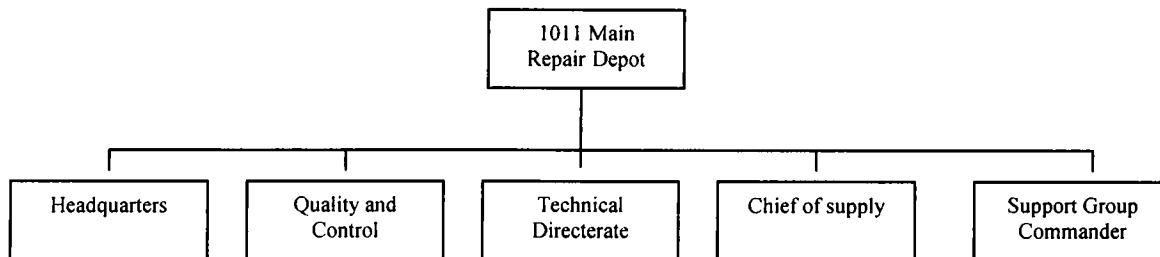 1011 Main
Repair Depot
Headquarters
Quality and
Control
Technical
Directerate
Chief of supply
Support Group
Commander